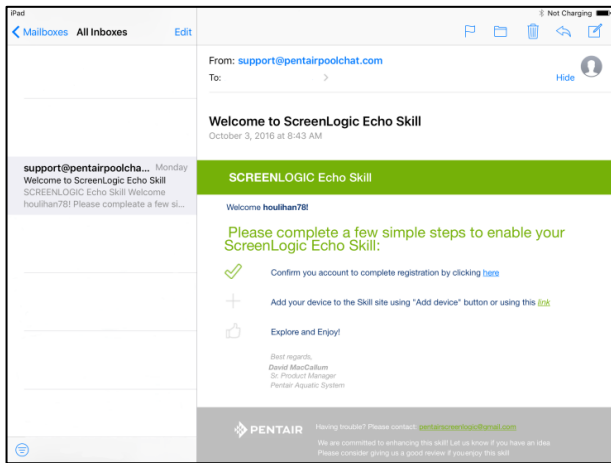 iPad
Not Charging
Mailboxes All Inboxes Edit
From: support@pentairpoolchat.com
To:
Hide
Welcome to ScreenLogic Echo Skill
October 3, 2016 at 8:43 AM
support@pentairpoolcha... Monday
Welcome to ScreenLogic Echo Skill
SCREENLOGIC Echo Skill Welcome
houlihan78! Please compleate a few si...
SCREENLOGIC Echo Skill
Welcome houlihan78!
Please complete a few simple steps to enable your
ScreenLogic Echo Skill:
Confirm you account to complete registration by clicking here
Add your device to the Skill site using "Add device" button or using this link
Explore and Enjoy!
Best regards,
David MacCallum
Sr. Product Manager
Pentair Aquatic System
PENTAIR
Having trouble? Please contact: pentairscreenlogic@gmail.com
We are committed to enhancing this skill! Let us know if you have an idea
Please consider giving us a good review if you enjoy this skill